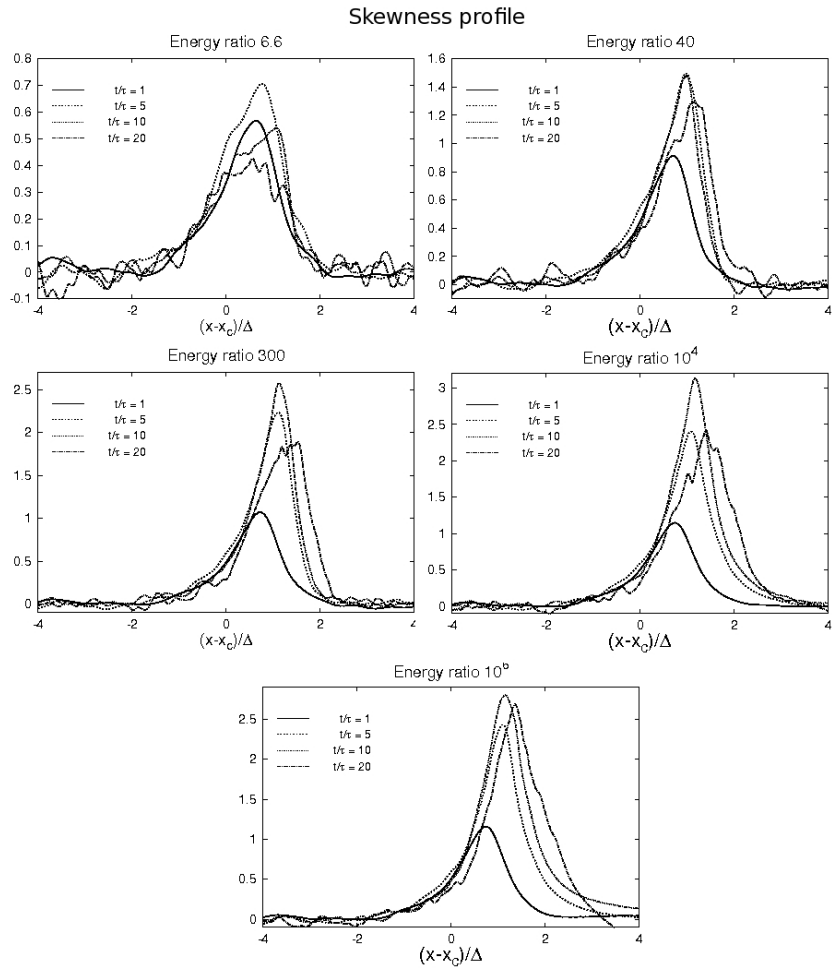 Skewness profile
Energy ratio 6.6
0.8
0.7
0.6
0.5
0.4
0.3
0.2
0.1
0
-0.1
t/τ = 1
t/τ = 5
t/τ = 10
t/τ = 20
-4 -2 0 2 4
(x-x_C)/Δ
Energy ratio 40
1.6
1.4
1.2
1
0.8
0.6
0.4
0.2
0
t/τ = 1
t/τ = 5
t/τ = 10
t/τ = 20
-4 -2 0 2 4
(x-x_C)/Δ
Energy ratio 300
2.5
2
1.5
1
0.5
0
t/τ = 1
t/τ = 5
t/τ = 10
t/τ = 20
-4 -2 0 2 4
(x-x_C)/Δ
Energy ratio 10⁴
3
2.5
2
1.5
1
0.5
0
t/τ = 1
t/τ = 5
t/τ = 10
t/τ = 20
-4 -2 0 2 4
(x-x_C)/Δ
Energy ratio 10⁶
2.5
2
1.5
1
0.5
0
t/τ = 1
t/τ = 5
t/τ = 10
t/τ = 20
-4 -2 0 2 4
(x-x_C)/Δ